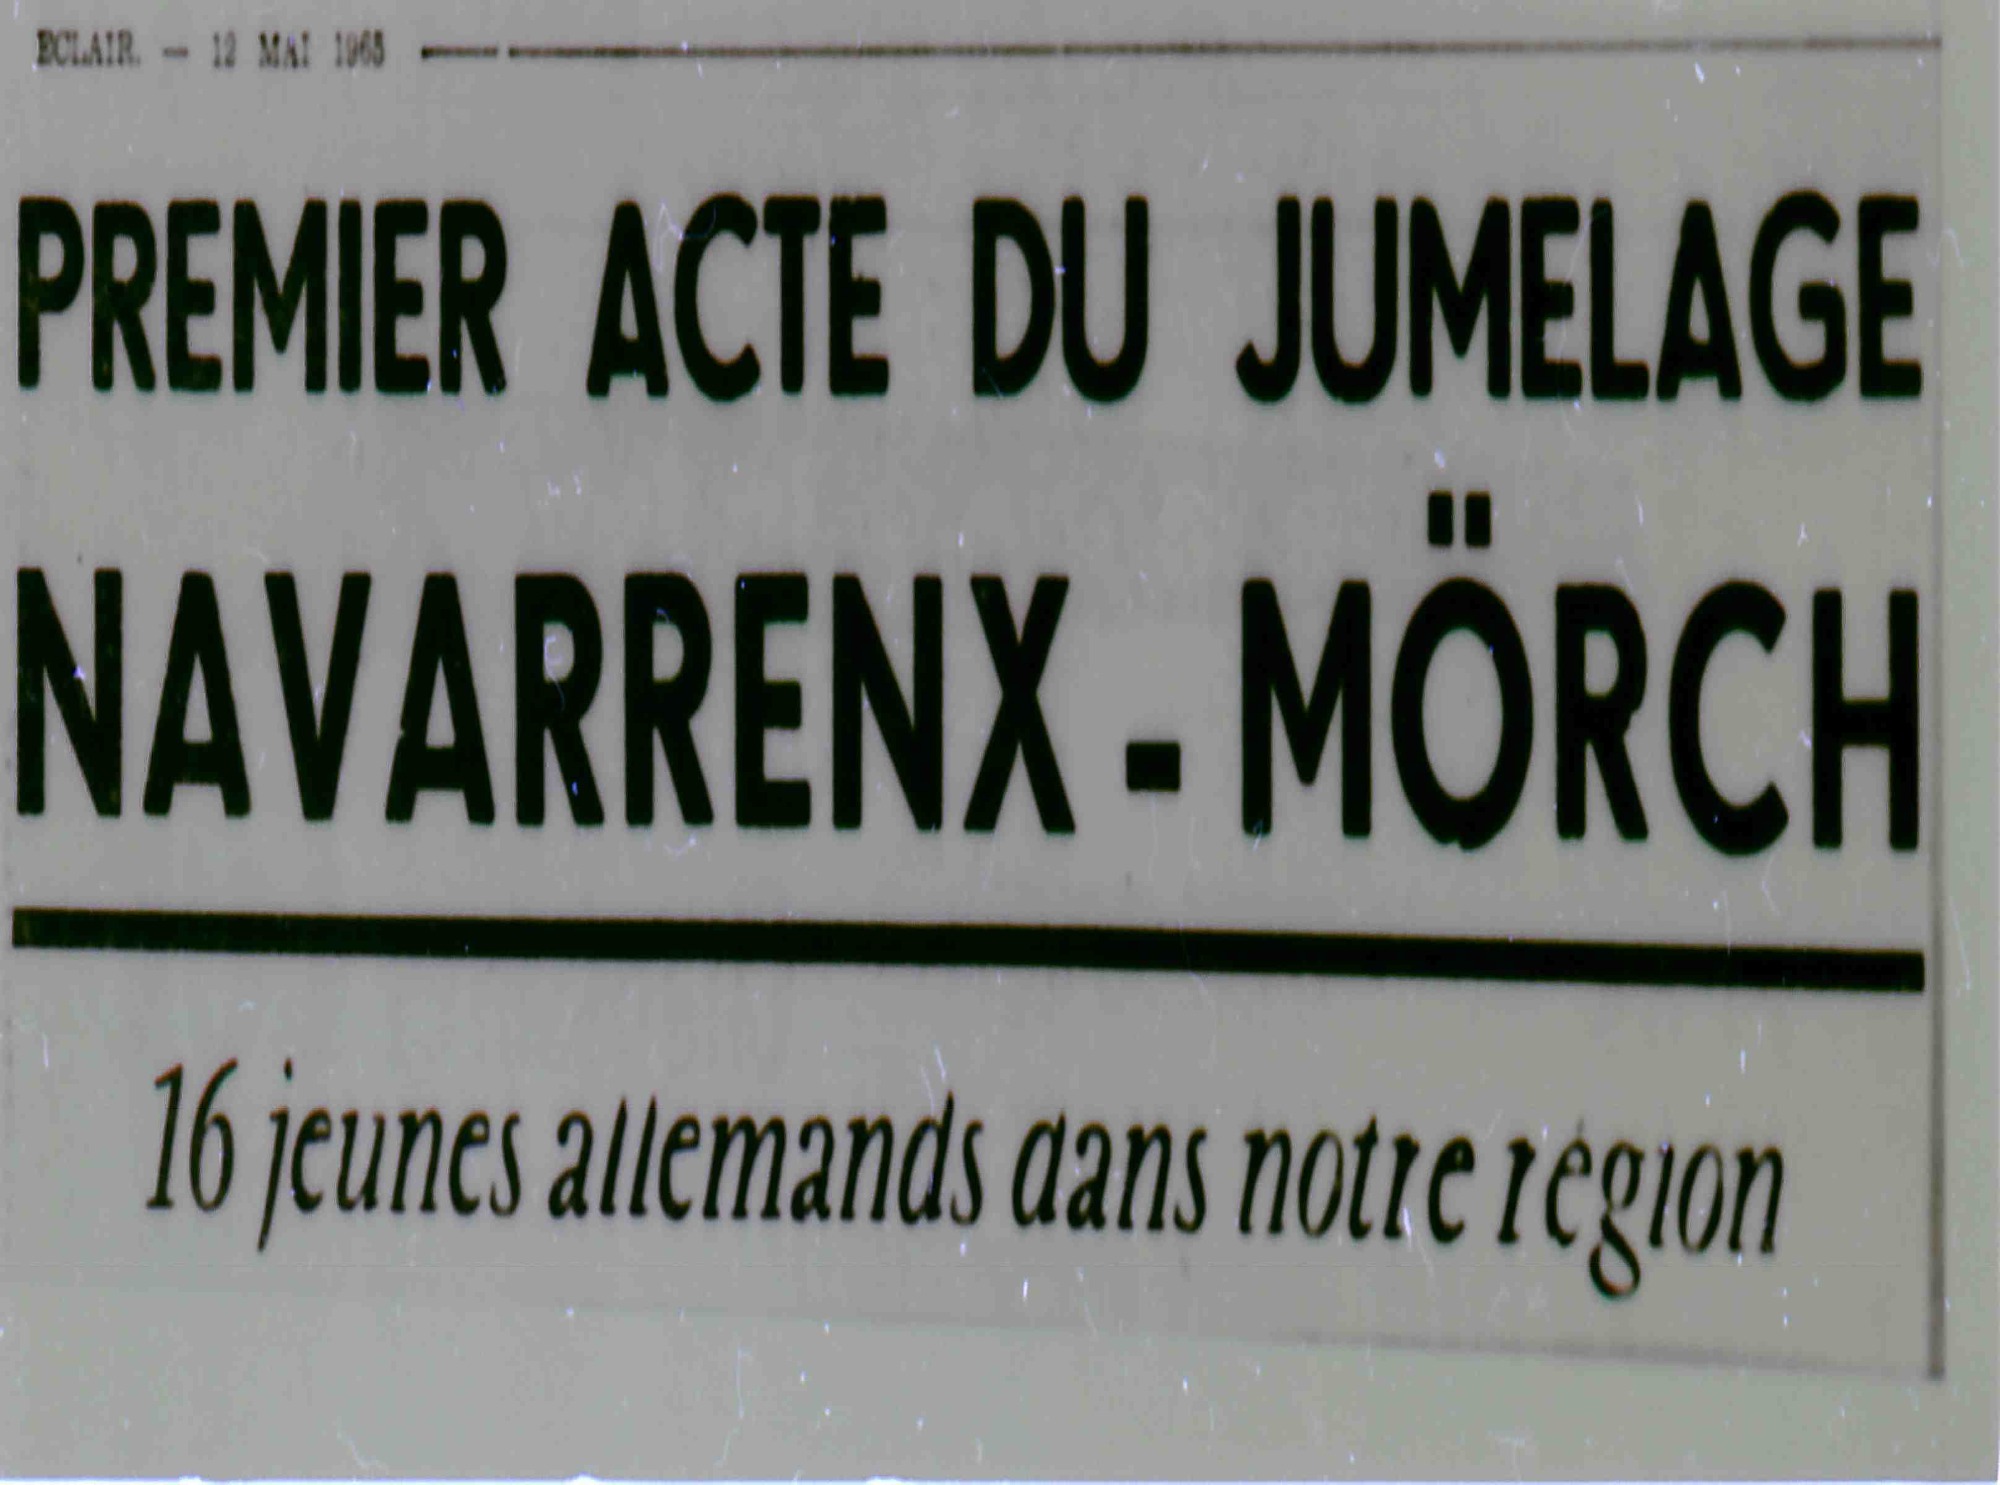 ECLAIR. — 12 MAI 1965
PREMIER ACTE DU JUMELAGE
NAVARRENX - MÖRCH
16 jeunes allemands dans notre région